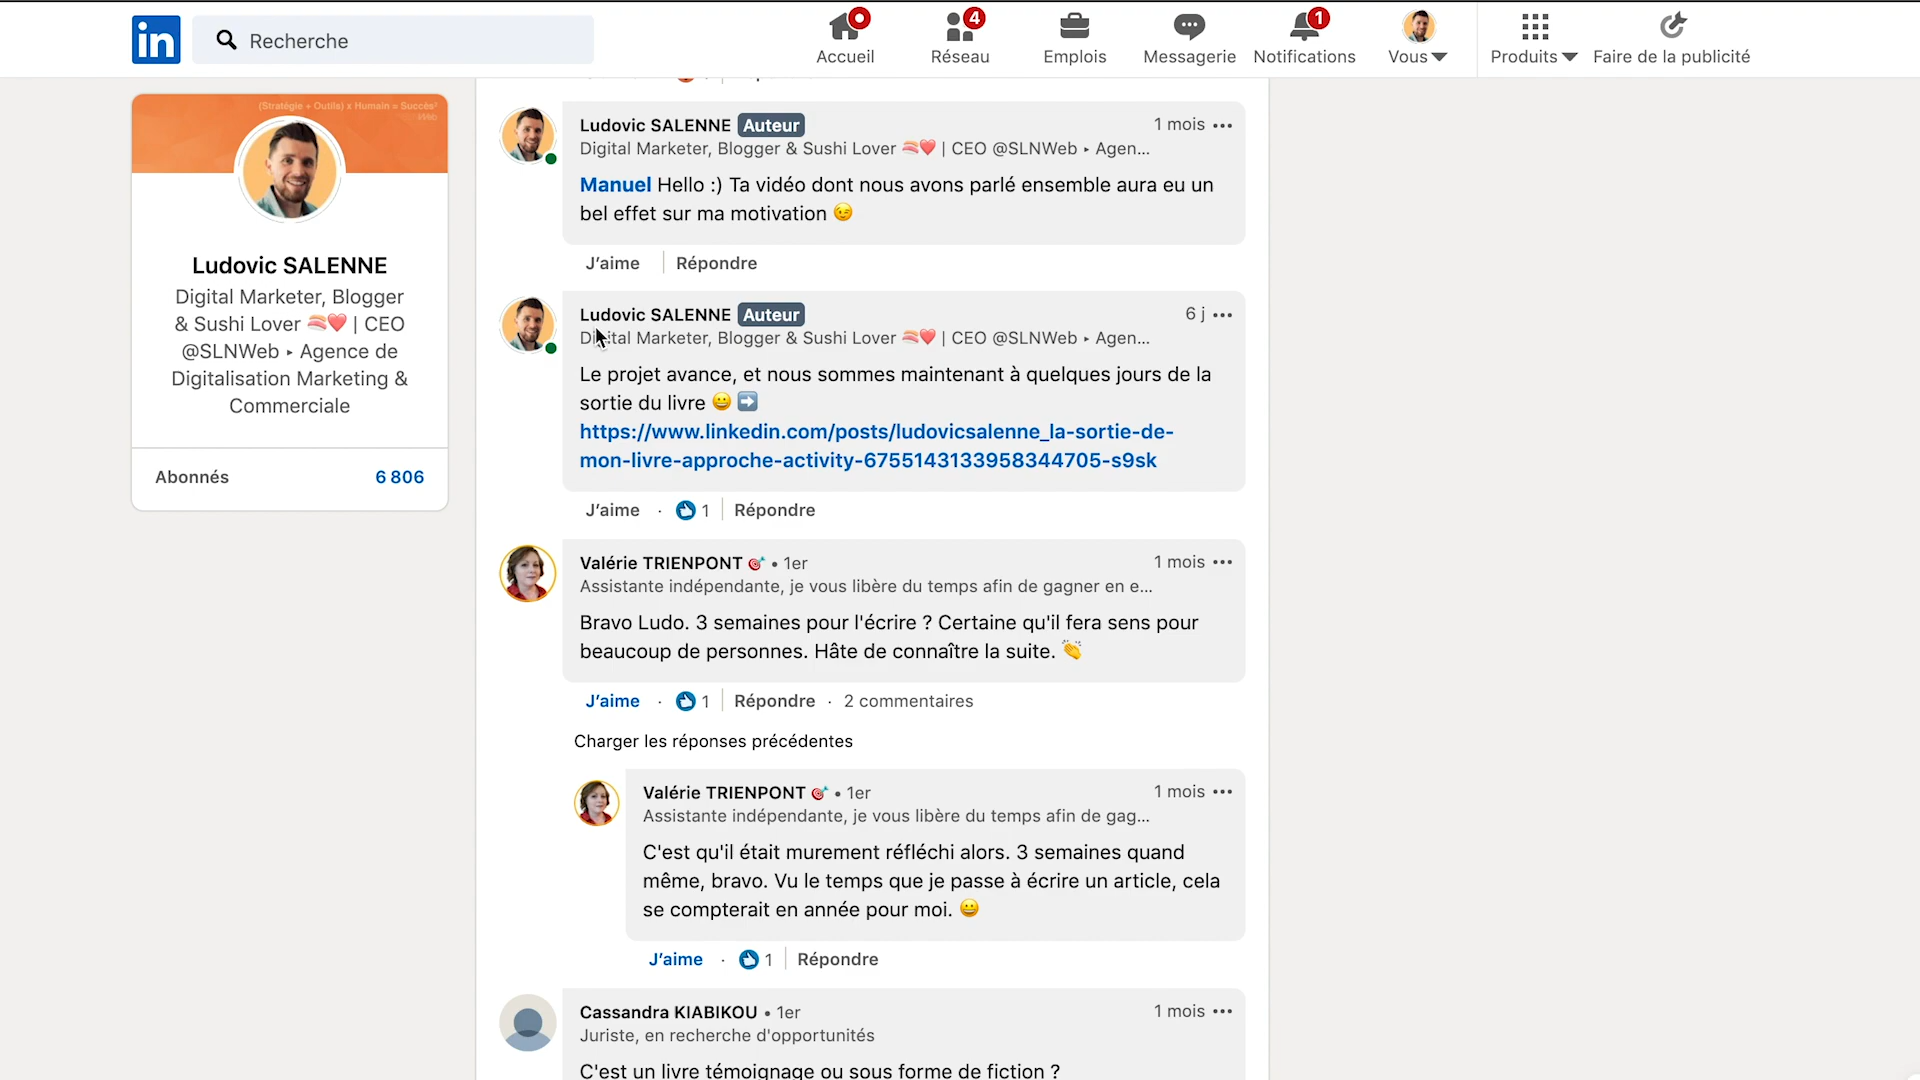 in
Recherche
Accueil
Réseau
4
Emplois
Messagerie
Notifications
1
Vous
Produits
Faire de la publicité
(Stratégie + Outils) x Humain = Succès²
Ludovic SALENNE
Digital Marketer, Blogger
& Sushi Lover 🍣❤️ | CEO
@SLNWeb ‣ Agence de
Digitalisation Marketing &
Commerciale
Abonnés 6 806
Ludovic SALENNE Auteur 1 mois
Digital Marketer, Blogger & Sushi Lover 🍣❤️ | CEO @SLNWeb ‣ Agen...
Manuel Hello :) Ta vidéo dont nous avons parlé ensemble aura eu un
bel effet sur ma motivation 😉
J’aime Répondre
Ludovic SALENNE Auteur 6 j
Digital Marketer, Blogger & Sushi Lover 🍣❤️ | CEO @SLNWeb ‣ Agen...
Le projet avance, et nous sommes maintenant à quelques jours de la
sortie du livre 😀 ➡️
https://www.linkedin.com/posts/ludovicsalenne_la-sortie-de-
mon-livre-approche-activity-6755143133958344705-s9sk
J’aime · 1 Répondre
Valérie TRIENPONT 🎯 • 1er 1 mois
Assistante indépendante, je vous libère du temps afin de gagner en e...
Bravo Ludo. 3 semaines pour l'écrire ? Certaine qu'il fera sens pour
beaucoup de personnes. Hâte de connaître la suite. 👏
J’aime · 1 Répondre · 2 commentaires
Charger les réponses précédentes
Valérie TRIENPONT 🎯 • 1er 1 mois
Assistante indépendante, je vous libère du temps afin de gag...
C'est qu'il était murement réfléchi alors. 3 semaines quand
même, bravo. Vu le temps que je passe à écrire un article, cela
se compterait en année pour moi. 😀
J’aime · 1 Répondre
Cassandra KIABIKOU • 1er 1 mois
Juriste, en recherche d'opportunités
C'est un livre témoignage ou sous forme de fiction ?